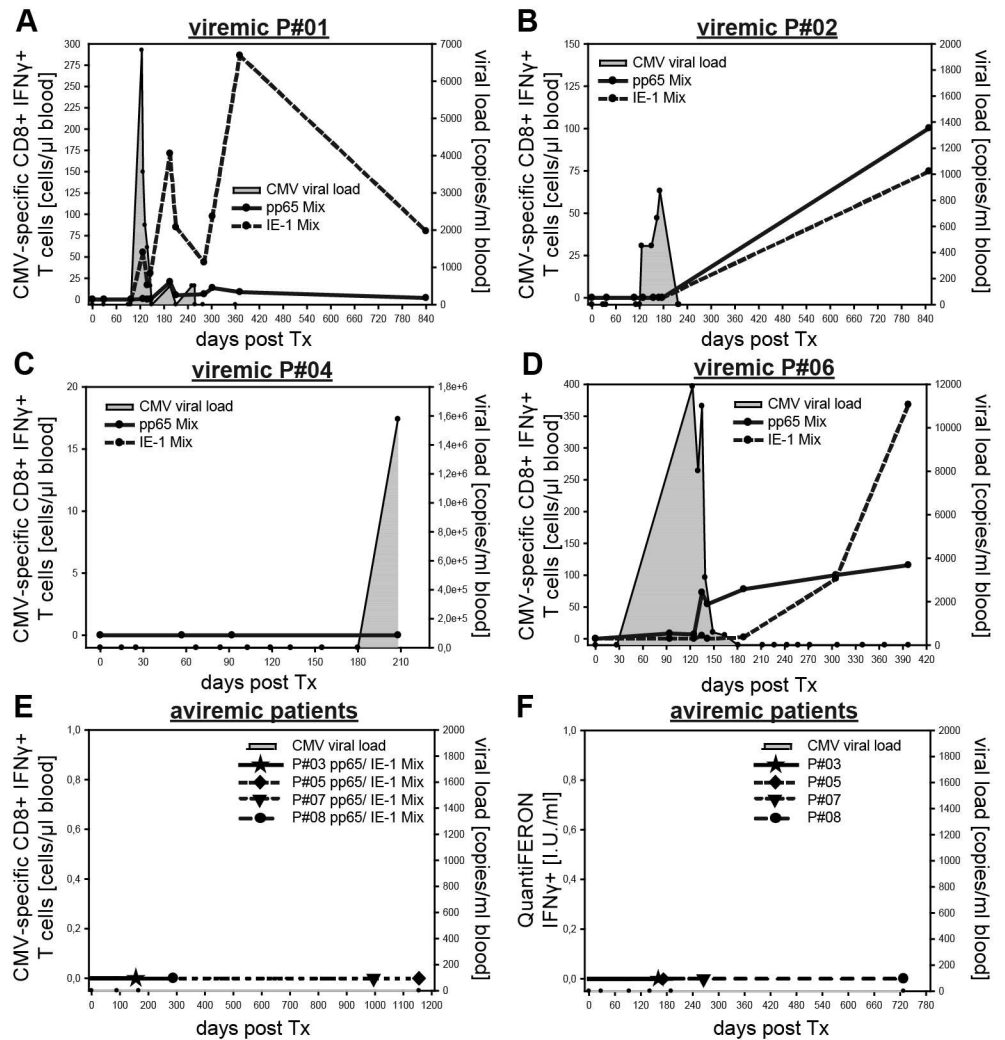 A
viremic P#01
CMV-specific CD8+ IFNγ+
T cells [cells/µl blood]
300
275
250
225
200
175
150
125
100
75
50
25
0
CMV viral load
pp65 Mix
IE-1 Mix
7000
6000
5000
4000
3000
2000
1000
0
viral load [copies/ml blood]
0 60 120 180 240 300 360 420 480 540 600 660 720 780 840
days post Tx
B
viremic P#02
CMV-specific CD8+ IFNγ+
T cells [cells/µl blood]
150
125
100
75
50
25
0
CMV viral load
pp65 Mix
IE-1 Mix
2000
1800
1600
1400
1200
1000
800
600
400
200
0
viral load [copies/ml blood]
0 60 120 180 240 300 360 420 480 540 600 660 720 780 840
days post Tx
C
viremic P#04
CMV-specific CD8+ IFNγ+
T cells [cells/µl blood]
20
15
10
5
0
CMV viral load
pp65 Mix
IE-1 Mix
1,8e+6
1,6e+6
1,4e+6
1,2e+6
1,0e+6
8,0e+5
6,0e+5
4,0e+5
2,0e+5
0,0
viral load [copies/ml blood]
0 30 60 90 120 150 180 210
days post Tx
D
viremic P#06
CMV-specific CD8+ IFNγ+
T cells [cells/µl blood]
400
350
300
250
200
150
100
50
0
CMV viral load
pp65 Mix
IE-1 Mix
12000
10000
8000
6000
4000
2000
0
viral load [copies/ml blood]
0 30 60 90 120 150 180 210 240 270 300 330 360 390 420
days post Tx
E
aviremic patients
CMV-specific CD8+ IFNγ+
T cells [cells/µl blood]
1,0
0,8
0,6
0,4
0,2
0,0
CMV viral load
P#03 pp65/ IE-1 Mix
P#05 pp65/ IE-1 Mix
P#07 pp65/ IE-1 Mix
P#08 pp65/ IE-1 Mix
2000
1800
1600
1400
1200
1000
800
600
400
200
0
viral load [copies/ml blood]
0 100 200 300 400 500 600 700 800 900 1000 1100 1200
days post Tx
F
aviremic patients
QuantiFERON
IFNγ+ [I.U./ml]
1,0
0,8
0,6
0,4
0,2
0,0
CMV viral load
P#03
P#05
P#07
P#08
2000
1800
1600
1400
1200
1000
800
600
400
200
0
viral load [copies/ml blood]
0 60 120 180 240 300 360 420 480 540 600 660 720 780
days post Tx